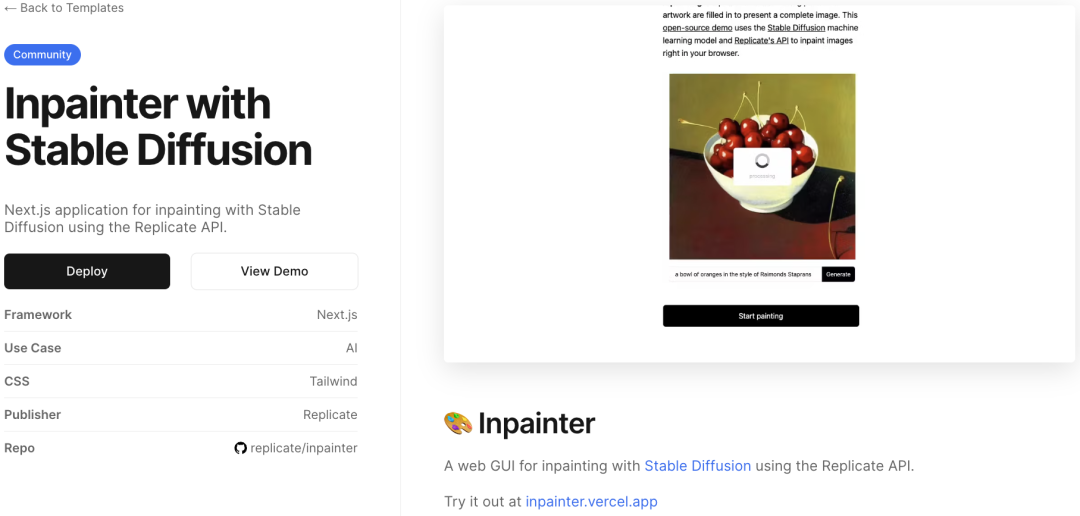 ← Back to Templates
Community
Inpainter with
Stable Diffusion
Next.js application for inpainting with Stable
Diffusion using the Replicate API.
Deploy
View Demo
Framework
Next.js
Use Case
AI
CSS
Tailwind
Publisher
Replicate
Repo
replicate/inpainter
artwork are filled in to present a complete image. This
open-source demo uses the Stable Diffusion machine
learning model and Replicate's API to inpaint images
right in your browser.
processing
a bowl of oranges in the style of Raimonds Staprans
Generate
Start painting
🎨 Inpainter
A web GUI for inpainting with Stable Diffusion using the Replicate API.
Try it out at inpainter.vercel.app